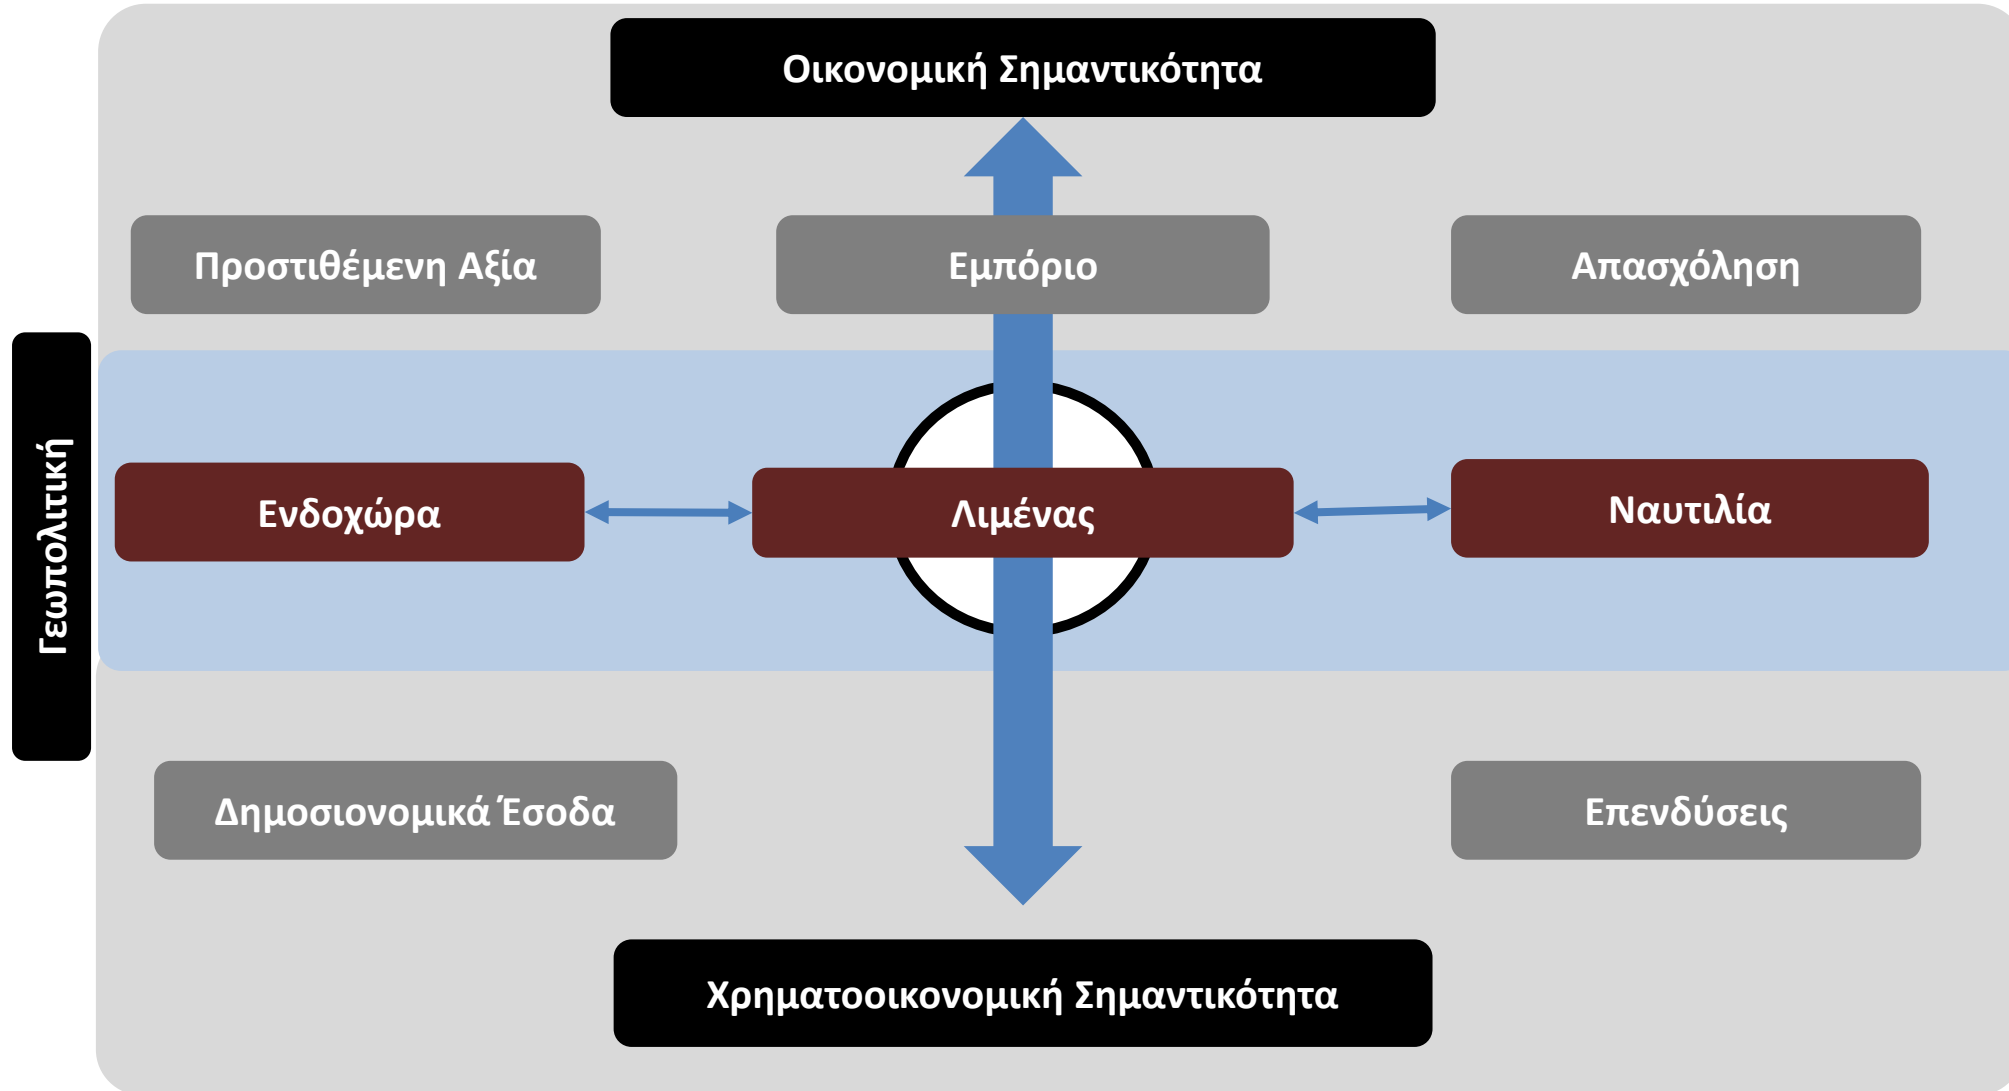 Οικονομική Σημαντικότητα
Προστιθέμενη Αξία
Εμπόριο
Απασχόληση
Γεωπολιτική
Ενδοχώρα
Λιμένας
Ναυτιλία
Δημοσιονομικά Έσοδα
Επενδύσεις
Χρηματοοικονομική Σημαντικότητα